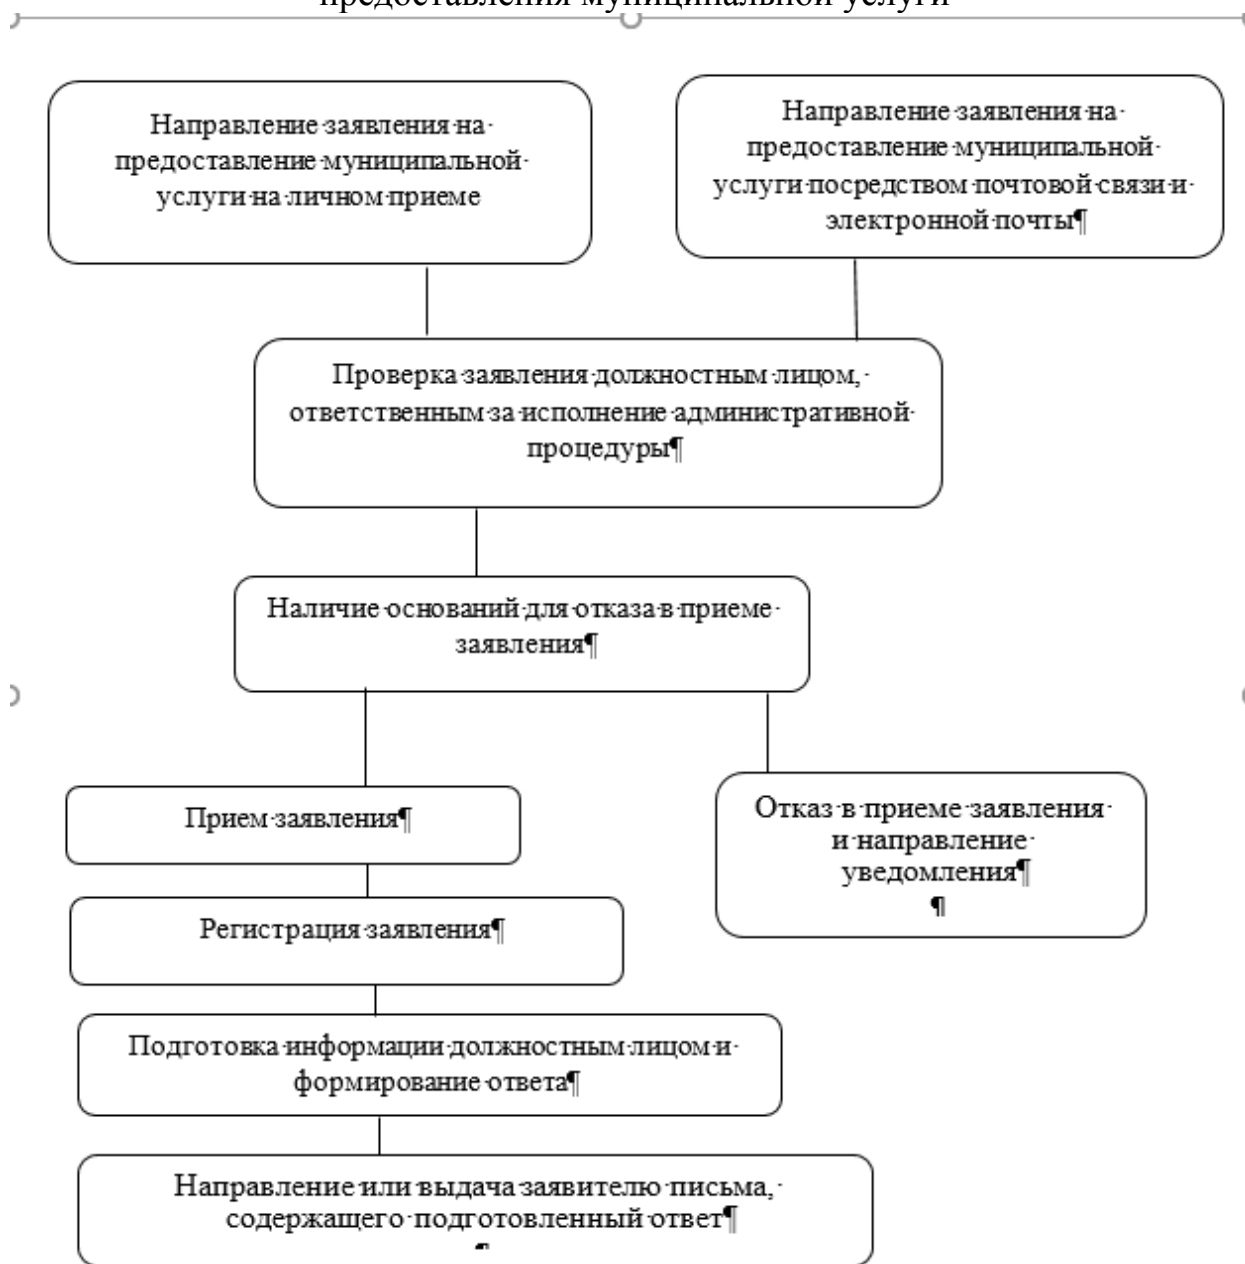 предоставления муниципальной услуги
Направление заявления на
предоставление муниципальной
услуги на личном приеме
Направление заявления на
предоставление муниципальной
услуги посредством почтовой связи и
электронной почты¶
Проверка заявления должностным лицом,
ответственным за исполнение административной
процедуры¶
Наличие оснований для отказа в приеме
заявления¶
Прием заявления¶
Отказ в приеме заявления
и направление
уведомления¶
¶
Регистрация заявления¶
Подготовка информации должностным лицом и
формирование ответа¶
Направление или выдача заявителю письма,
содержащего подготовленный ответ¶
¶